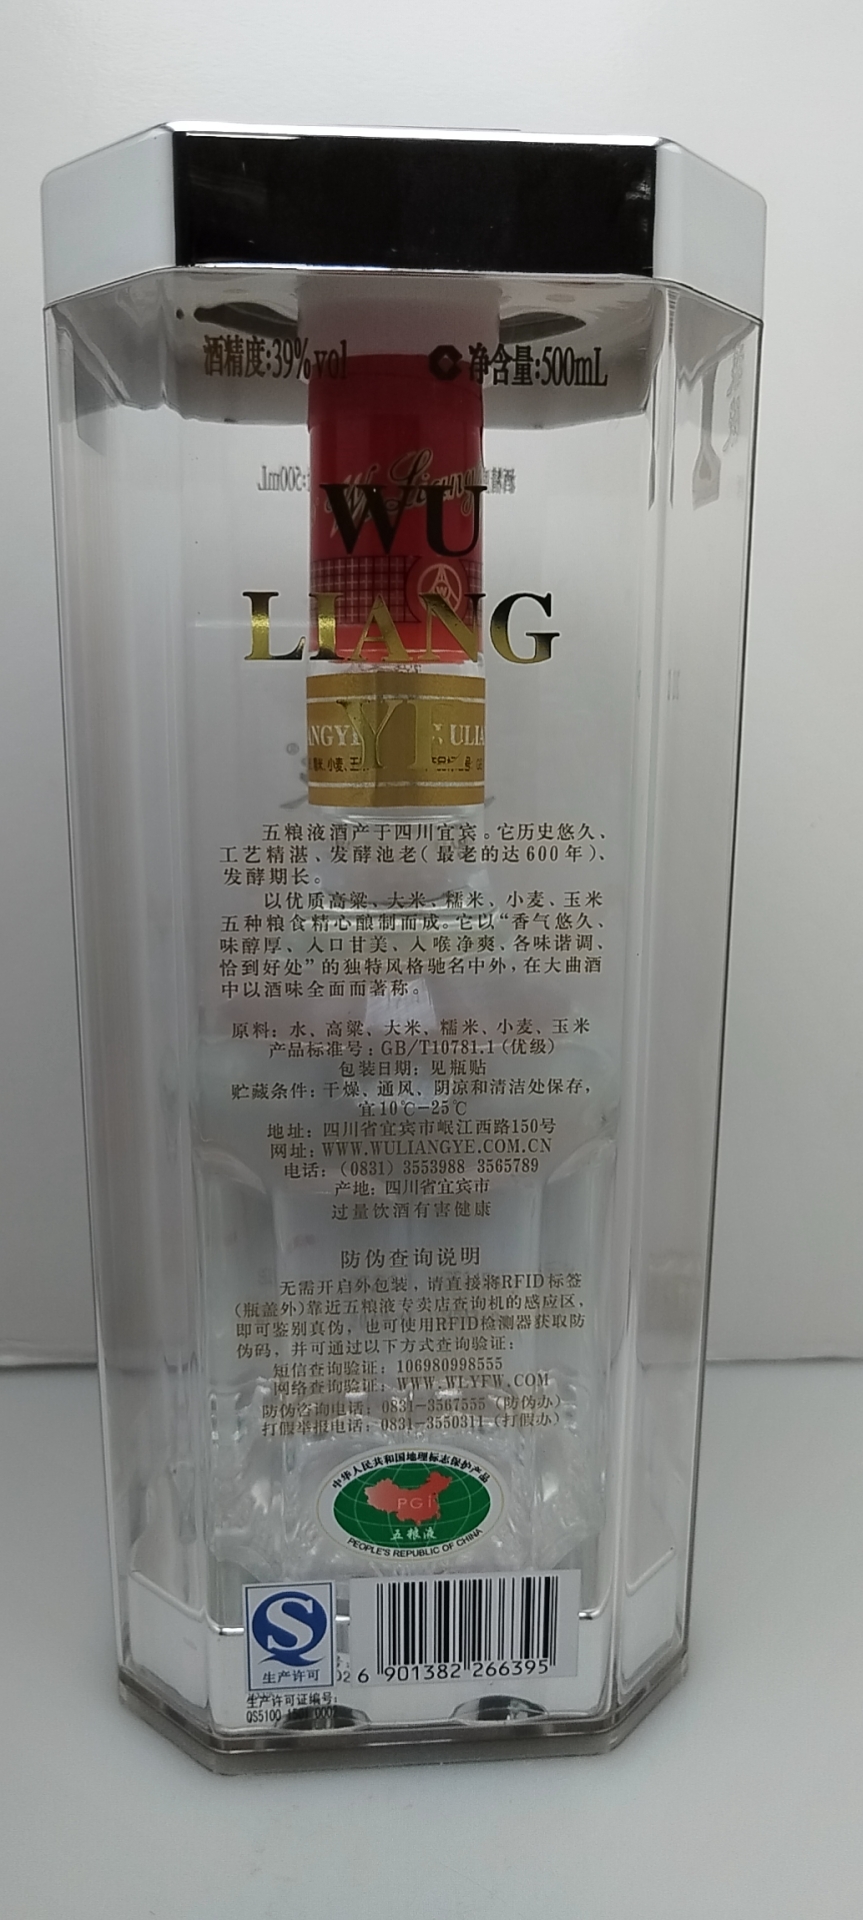 酒精度:39%vol 净含量:500mL
Wu Liang
WU
LIANG
YE
五粮液酒产于四川宜宾。它历史悠久、
工艺精湛、发酵池老(最老的达600年)、
发酵期长。
以优质高粱、大米、糯米、小麦、玉米
五种粮食精心酿制而成。它以“香气悠久、
味醇厚、入口甘美、入喉净爽、各味谐调、
恰到好处”的独特风格驰名中外,在大曲酒
中以酒味全面而著称。
原料: 水、高粱、大米、糯米、小麦、玉米
产品标准号: GB/T10781.1(优级)
包装日期: 见瓶贴
贮藏条件: 干燥、通风、阴凉和清洁处保存,
宜10℃-25℃
地址: 四川省宜宾市岷江西路150号
网址: WWW.WULIANGYE.COM.CN
电话: (0831) 3553988 3565789
产地: 四川省宜宾市
过量饮酒有害健康
防伪查询说明
无需开启外包装,请直接将RFID标签
(瓶盖外)靠近五粮液专卖店查询机的感应区,
即可鉴别真伪, 也可使用RFID检测器获取防
伪码, 并可通过以下方式查询验证:
短信查询验证: 106980998555
网络查询验证: WWW.WLYFW.COM
防伪咨询电话: 0831-3567555 (防伪办)
打假举报电话: 0831-3550311 (打假办)
中华人民共和国地理标志保护产品
PGI
五粮液
PEOPLE'S REPUBLIC OF CHINA
生产许可
6 901382 266395
生产许可证编号:
QS5100